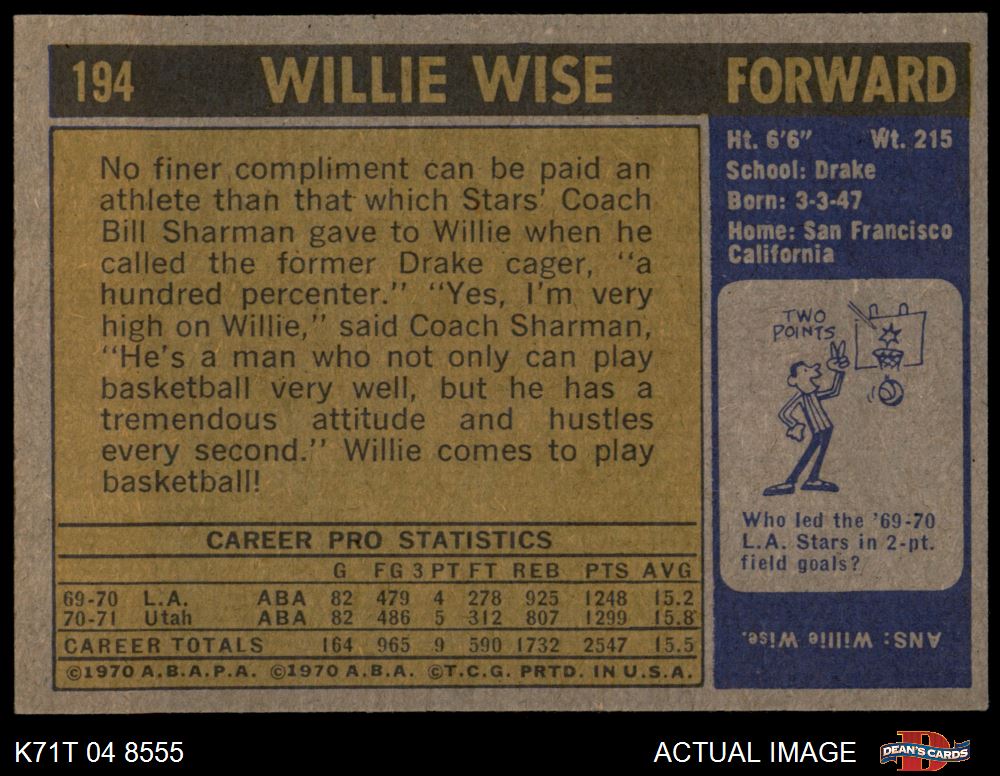 194 WILLIE WISE FORWARD
No finer compliment can be paid an
athlete than that which Stars' Coach
Bill Sharman gave to Willie when he
called the former Drake cager, "a
hundred percenter." "Yes, I'm very
high on Willie," said Coach Sharman,
"He's a man who not only can play
basketball very well, but he has a
tremendous attitude and hustles
every second." Willie comes to play
basketball!
CAREER PRO STATISTICS
G FG 3 PT FT REB PTS AVG
69-70 L.A. ABA 82 479 4 278 925 1248 15.2
70-71 Utah ABA 82 486 5 312 807 1299 15.8
CAREER TOTALS 164 965 9 590 1732 2547 15.5
©1970 A.B.A.P.A. ©1970 A.B.A. ©T.C.G. PRTD. IN U.S.A.
Ht. 6'6" Wt. 215
School: Drake
Born: 3-3-47
Home: San Francisco
California
TWO
POINTS
Who led the '69-70
L.A. Stars in 2-pt.
field goals?
ANS: Willie Wise.
K71T 04 8555 ACTUAL IMAGE DEAN'S CARDS